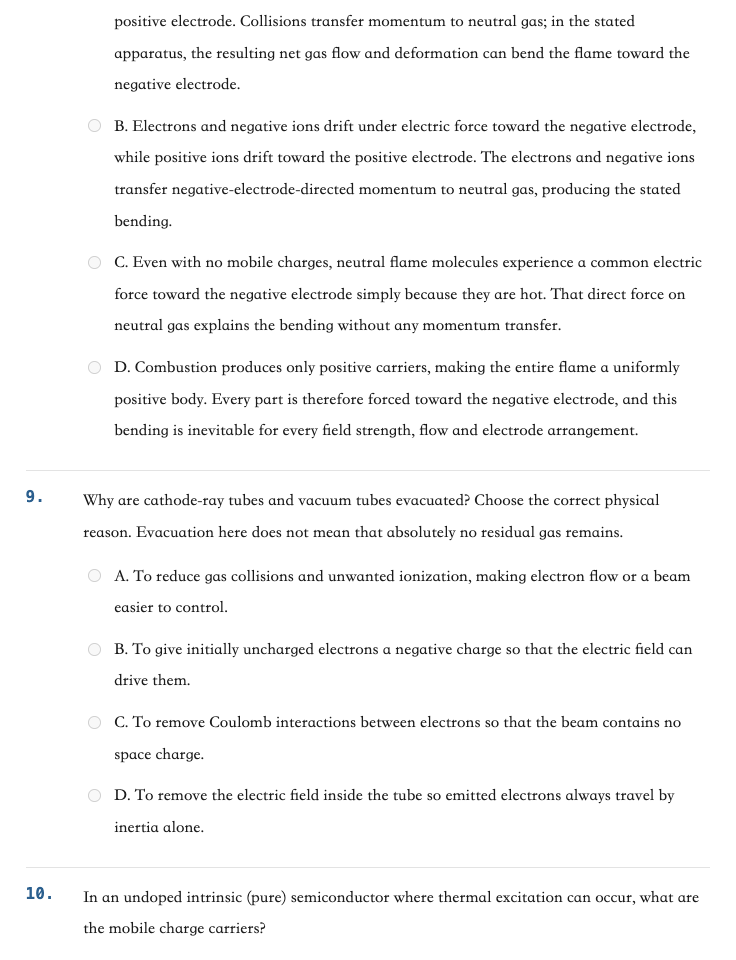 positive electrode. Collisions transfer momentum to neutral gas; in the stated
apparatus, the resulting net gas flow and deformation can bend the flame toward the
negative electrode.
B. Electrons and negative ions drift under electric force toward the negative electrode,
while positive ions drift toward the positive electrode. The electrons and negative ions
transfer negative-electrode-directed momentum to neutral gas, producing the stated
bending.
C. Even with no mobile charges, neutral flame molecules experience a common electric
force toward the negative electrode simply because they are hot. That direct force on
neutral gas explains the bending without any momentum transfer.
D. Combustion produces only positive carriers, making the entire flame a uniformly
positive body. Every part is therefore forced toward the negative electrode, and this
bending is inevitable for every field strength, flow and electrode arrangement.
9. Why are cathode-ray tubes and vacuum tubes evacuated? Choose the correct physical
reason. Evacuation here does not mean that absolutely no residual gas remains.
A. To reduce gas collisions and unwanted ionization, making electron flow or a beam
easier to control.
B. To give initially uncharged electrons a negative charge so that the electric field can
drive them.
C. To remove Coulomb interactions between electrons so that the beam contains no
space charge.
D. To remove the electric field inside the tube so emitted electrons always travel by
inertia alone.
10. In an undoped intrinsic (pure) semiconductor where thermal excitation can occur, what are
the mobile charge carriers?